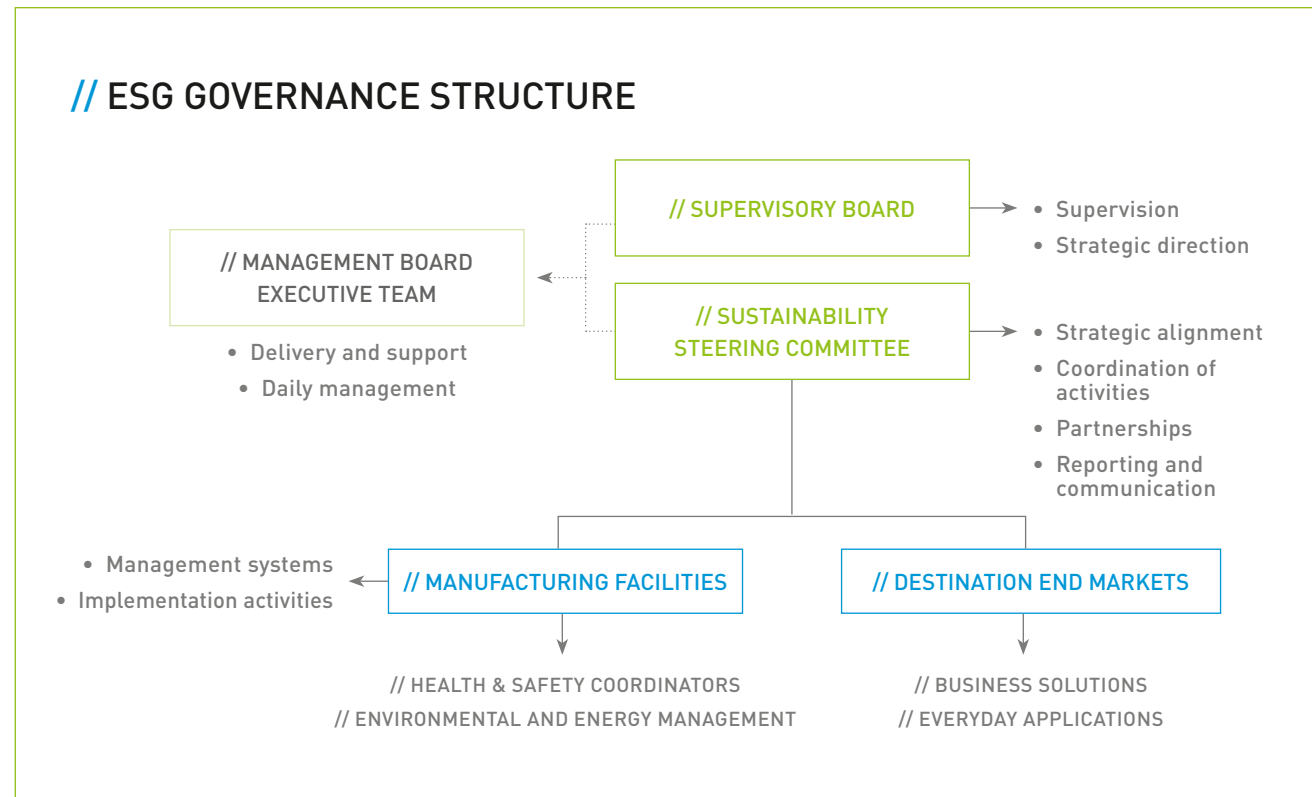 // ESG GOVERNANCE STRUCTURE
// SUPERVISORY BOARD
• Supervision
• Strategic direction
// MANAGEMENT BOARD
EXECUTIVE TEAM
• Delivery and support
• Daily management
// SUSTAINABILITY
STEERING COMMITTEE
• Strategic alignment
• Coordination of
activities
• Partnerships
• Reporting and
communication
• Management systems
• Implementation activities
// MANUFACTURING FACILITIES
// DESTINATION END MARKETS
// HEALTH & SAFETY COORDINATORS
// ENVIRONMENTAL AND ENERGY MANAGEMENT
// BUSINESS SOLUTIONS
// EVERYDAY APPLICATIONS